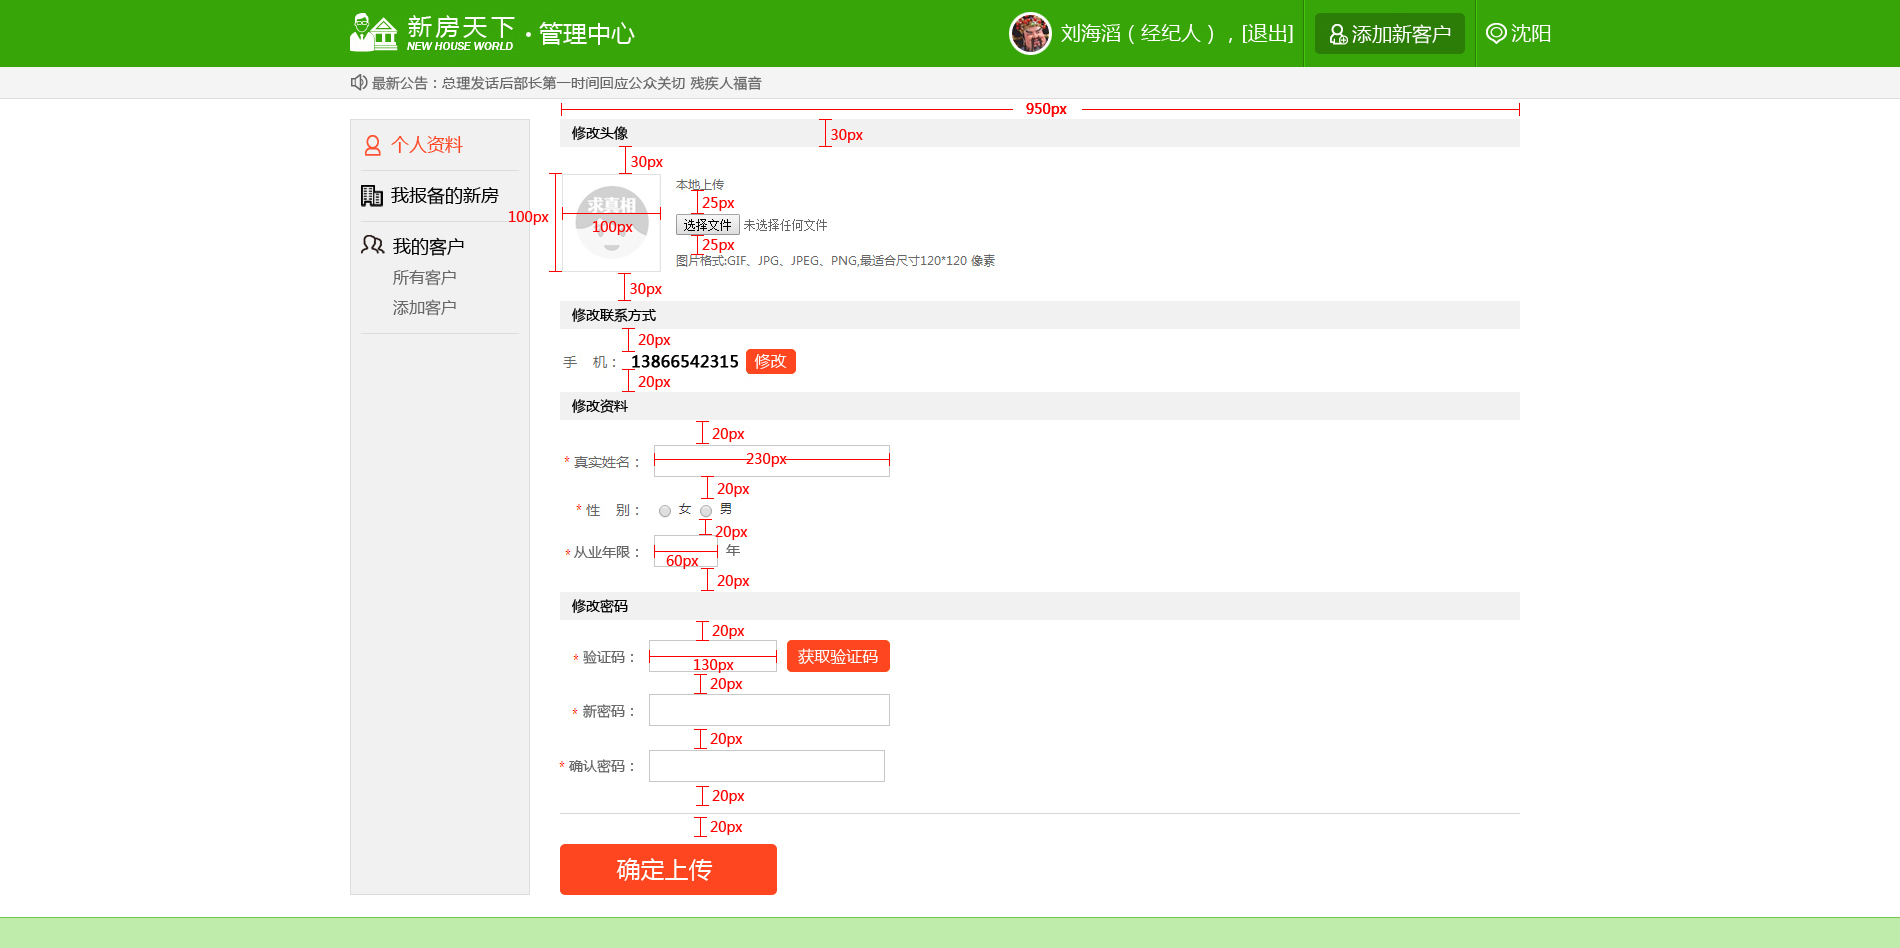 新房天下
NEW HOUSE WORLD
·管理中心
刘海滔（经纪人），[退出]
添加新客户
沈阳
最新公告：总理发话后部长第一时间回应公众关切 残疾人福音
950px
个人资料
我报备的新房
我的客户
所有客户
添加客户
修改头像
30px
30px
本地上传
25px
100px
求真相
100px
选择文件 未选择任何文件
25px
图片格式:GIF、JPG、JPEG、PNG,最适合尺寸120*120 像素
30px
修改联系方式
20px
手 机： 13866542315 修改
20px
修改资料
20px
* 真实姓名： 230px
20px
* 性 别： 女 男
20px
* 从业年限： 60px 年
20px
修改密码
20px
* 验证码： 130px 获取验证码
20px
* 新密码：
20px
* 确认密码：
20px
20px
确定上传